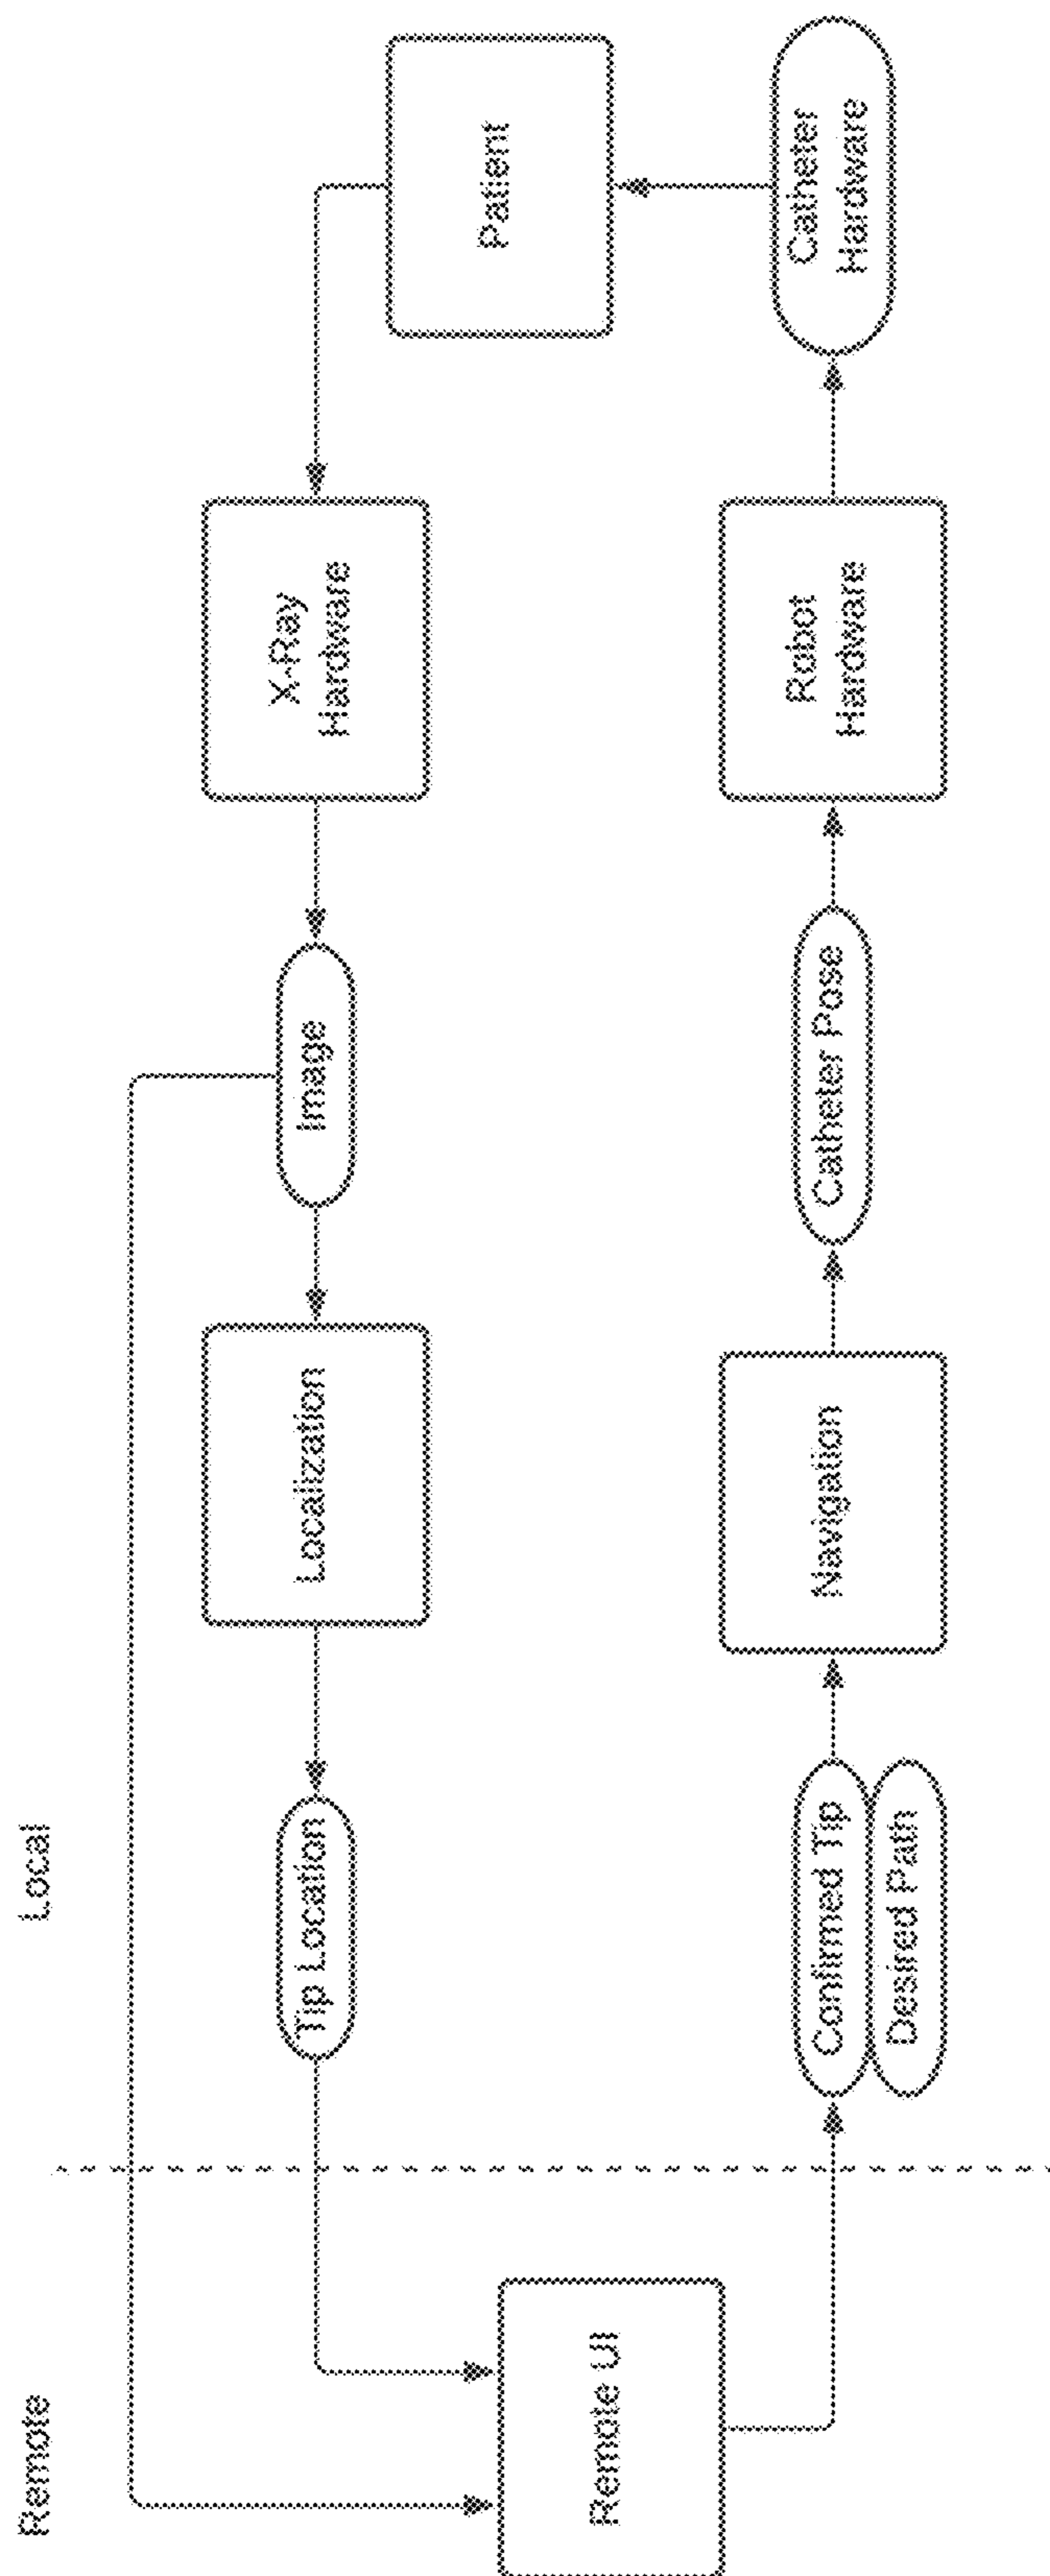 Remote
Local
Remote UI
Tip Location
Localization
Image
X-Ray
Hardware
Patient
Confirmed Tip
Desired Path
Navigation
Catheter Pose
Robot
Hardware
Catheter
Hardware